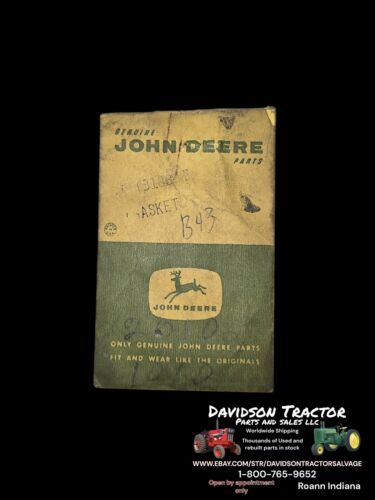 GENUINE
JOHN DEERE
PARTS
GASKET
B43
JOHN DEERE
ONLY GENUINE JOHN DEERE PARTS
FIT AND WEAR LIKE THE ORIGINALS
DAVIDSON TRACTOR
PARTS AND SALES LLC
Worldwide Shipping
Thousands of Used and
rebuilt parts in stock
WWW.EBAY.COM/STR/DAVIDSONTRACTORSALVAGE
1-800-765-9652
Open by appointment
only
Roann Indiana